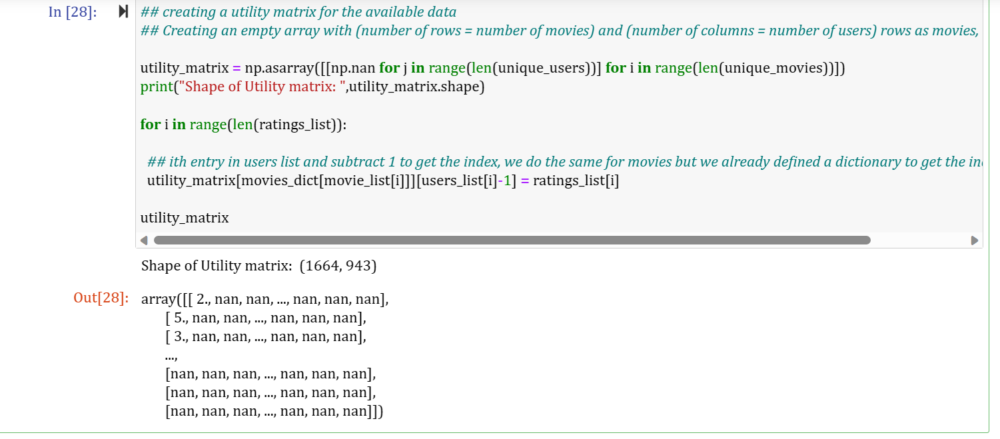 In [28]:
## creating a utility matrix for the available data
## Creating an empty array with (number of rows = number of movies) and (number of columns = number of users) rows as movies,
utility_matrix = np.asarray([[np.nan for j in range(len(unique_users))] for i in range(len(unique_movies))])
print("Shape of Utility matrix: ",utility_matrix.shape)
for i in range(len(ratings_list)):
## ith entry in users list and subtract 1 to get the index, we do the same for movies but we already defined a dictionary to get the
utility_matrix[movies_dict[movie_list[i]]][users_list[i]-1] = ratings_list[i]
utility_matrix
Shape of Utility matrix:  (1664, 943)
Out[28]:
array([[ 2., nan, nan, ..., nan, nan, nan],
[ 5., nan, nan, ..., nan, nan, nan],
[ 3., nan, nan, ..., nan, nan, nan],
...,
[nan, nan, nan, ..., nan, nan, nan],
[nan, nan, nan, ..., nan, nan, nan],
[nan, nan, nan, ..., nan, nan, nan]])